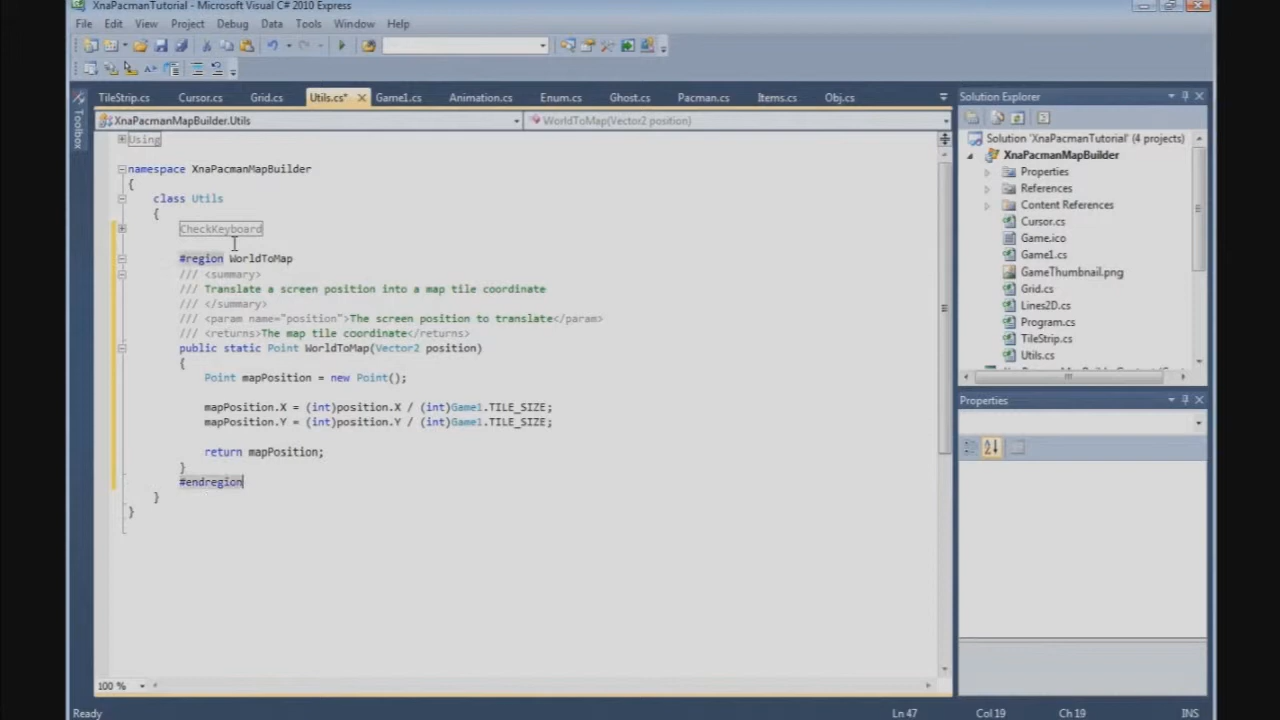 XnaPacmanTutorial - Microsoft Visual C# 2010 Express
File Edit View Project Debug Data Tools Window Help
TileStrip.cs Cursor.cs Grid.cs Utils.cs* Game1.cs Animation.cs Enum.cs Ghost.cs Pacman.cs Items.cs Obj.cs
XnaPacmanMapBuilder.Utils WorldToMap(Vector2 position)
Toolbox
Using
namespace XnaPacmanMapBuilder
{
class Utils
{
CheckKeyboard
#region WorldToMap
/// <summary>
/// Translate a screen position into a map tile coordinate
/// </summary>
/// <param name="position">The screen position to translate</param>
/// <returns>The map tile coordinate</returns>
public static Point WorldToMap(Vector2 position)
{
Point mapPosition = new Point();
mapPosition.X = (int)position.X / (int)Game1.TILE_SIZE;
mapPosition.Y = (int)position.Y / (int)Game1.TILE_SIZE;
return mapPosition;
}
#endregion
}
}
100 %
Solution Explorer
Solution 'XnaPacmanTutorial' (4 projects)
XnaPacmanMapBuilder
Properties
References
Content References
Cursor.cs
Game.ico
Game1.cs
GameThumbnail.png
Grid.cs
Lines2D.cs
Program.cs
TileStrip.cs
Utils.cs
Properties
Ready Ln 47 Col 19 Ch 19 INS